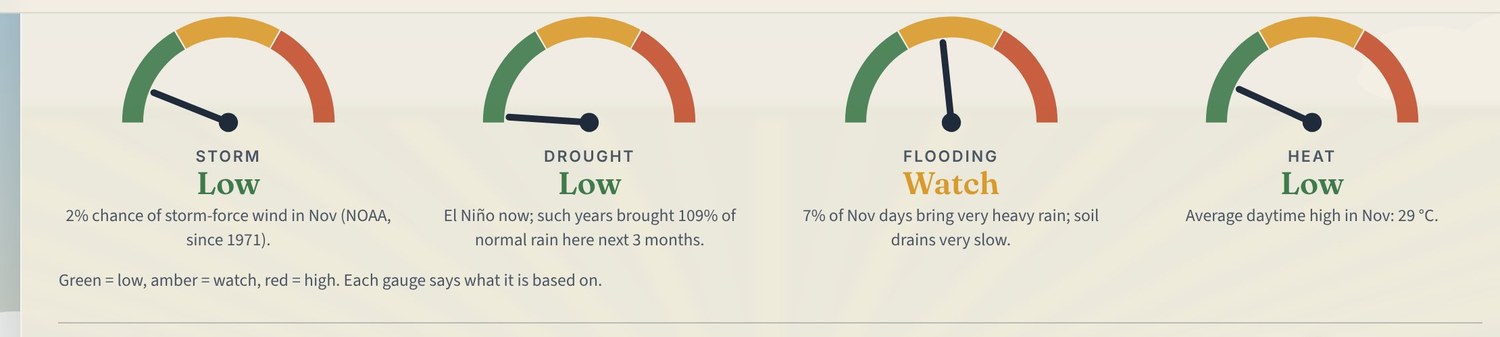 STORM
Low
2% chance of storm-force wind in Nov (NOAA,
since 1971).
DROUGHT
Low
El Niño now; such years brought 109% of
normal rain here next 3 months.
FLOODING
Watch
7% of Nov days bring very heavy rain; soil
drains very slow.
HEAT
Low
Average daytime high in Nov: 29 °C.
Green = low, amber = watch, red = high. Each gauge says what it is based on.